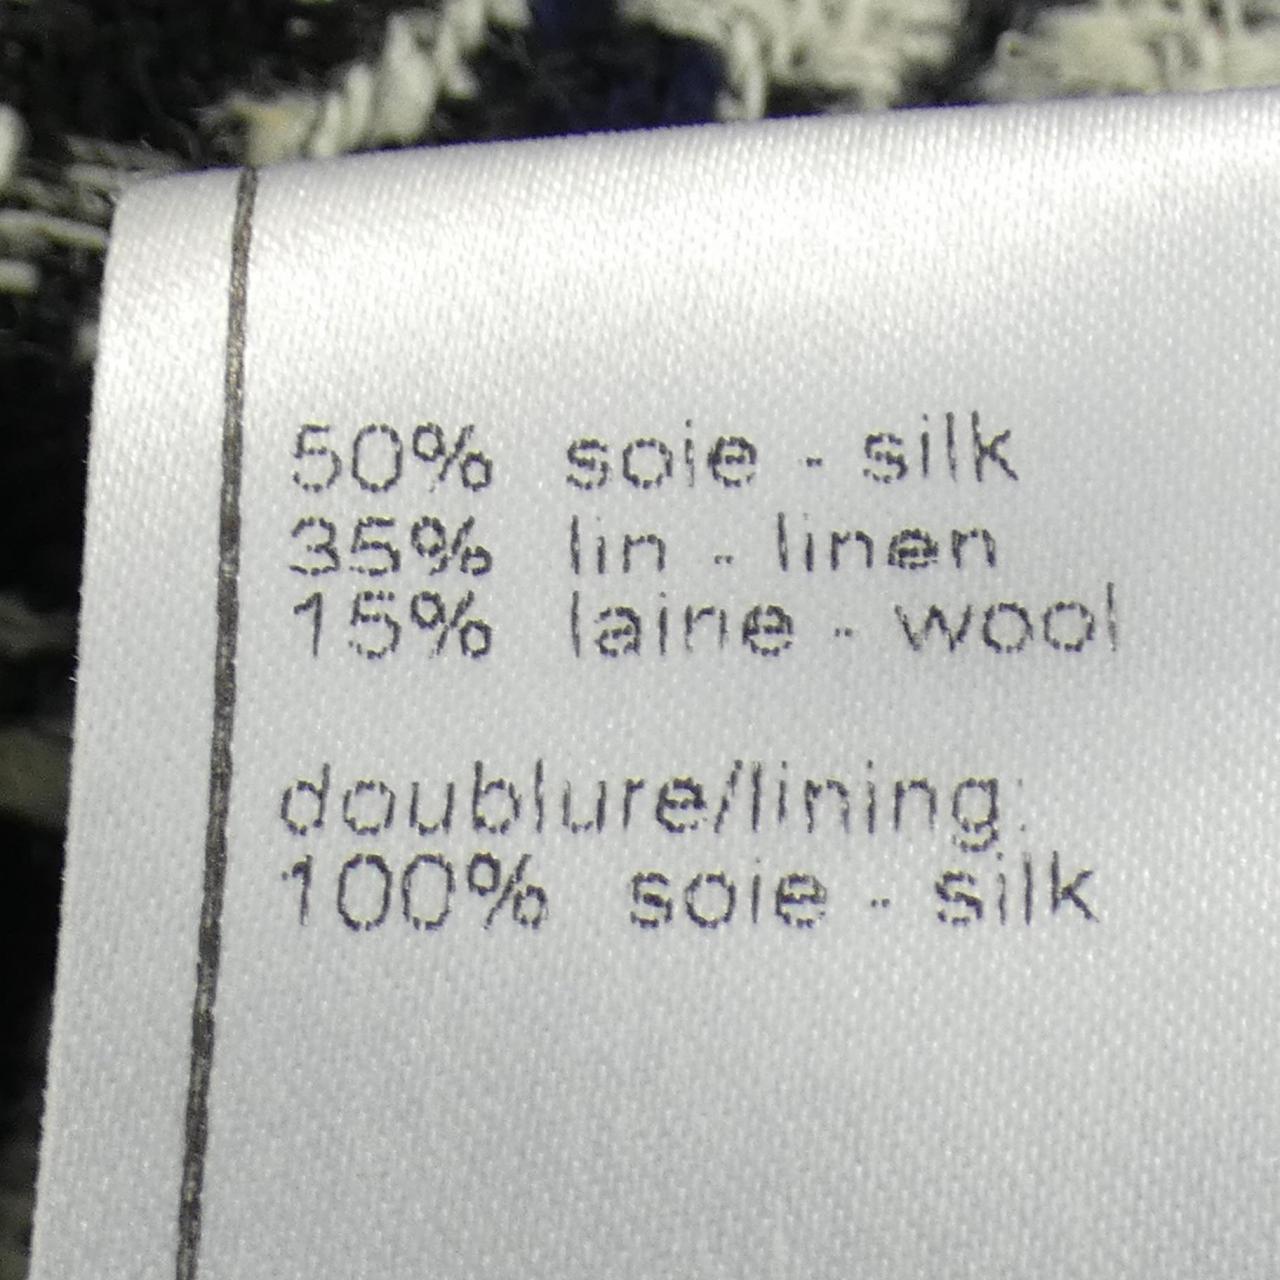 50% soie - silk
35% lin - linen
15% laine - wool
doublure/lining:
100% soie - silk